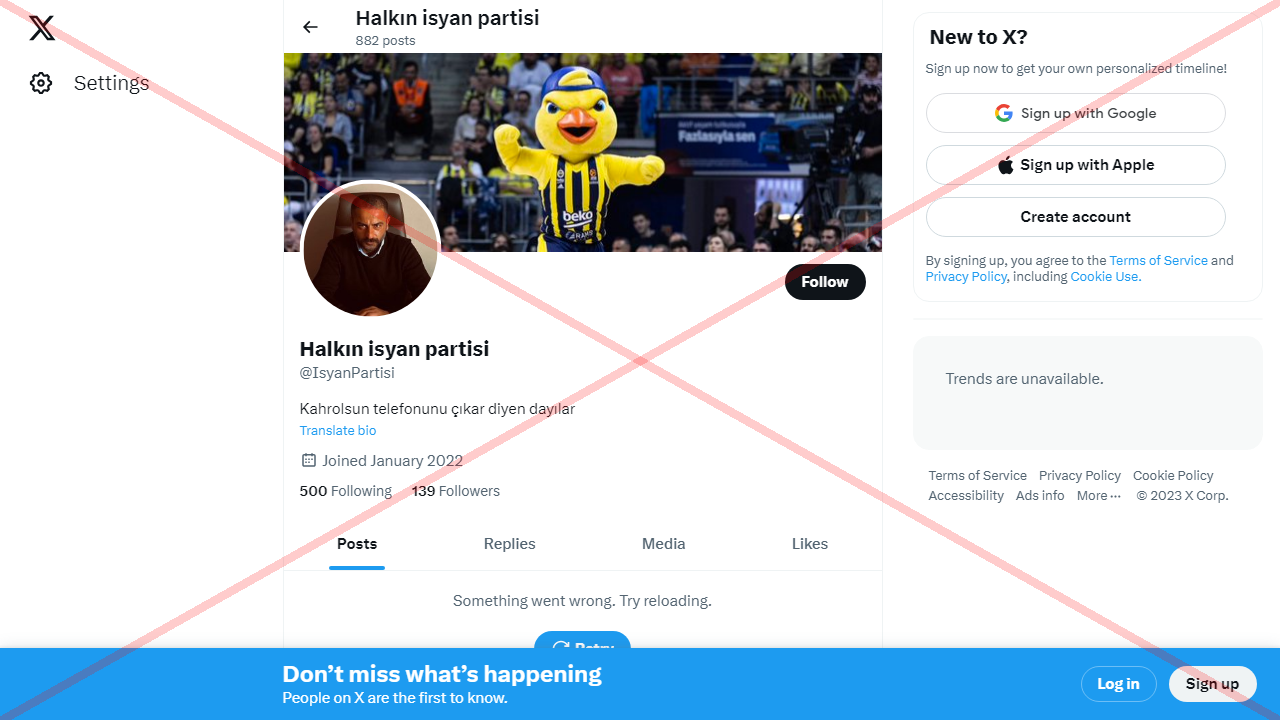 Settings
Halkın isyan partisi
882 posts
Fazlasıyla sen
beko
Follow
Halkın isyan partisi
@IsyanPartisi
Kahrolsun telefonunu çıkar diyen dayılar
Translate bio
Joined January 2022
500 Following 139 Followers
Posts Replies Media Likes
Something went wrong. Try reloading.
Retry
New to X?
Sign up now to get your own personalized timeline!
Sign up with Google
Sign up with Apple
Create account
By signing up, you agree to the Terms of Service and
Privacy Policy, including Cookie Use.
Trends are unavailable.
Terms of Service Privacy Policy Cookie Policy
Accessibility Ads info More ··· © 2023 X Corp.
Don’t miss what’s happening
People on X are the first to know.
Log in Sign up